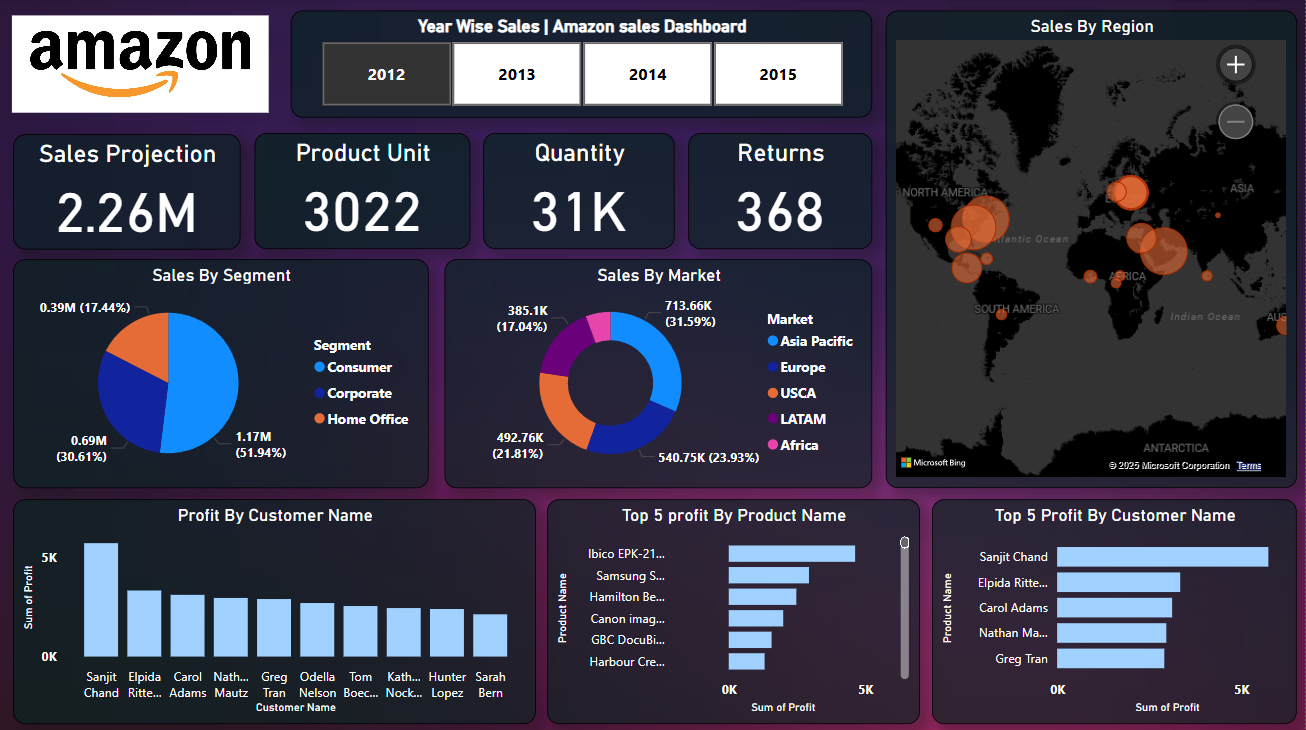 amazon
Year Wise Sales | Amazon sales Dashboard
2012
2013
2014
2015
Sales Projection
2.26M
Product Unit
3022
Quantity
31K
Returns
368
Sales By Region
NORTH AMERICA
ASIA
Atlantic Ocean
AFRICA
SOUTH AMERICA
Indian Ocean
AUS
ANTARCTICA
Microsoft Bing
© 2025 Microsoft Corporation Terms
Sales By Segment
0.39M (17.44%)
0.69M
(30.61%)
1.17M
(51.94%)
Segment
Consumer
Corporate
Home Office
Sales By Market
385.1K
(17.04%)
713.66K
(31.59%)
492.76K
(21.81%)
540.75K (23.93%)
Market
Asia Pacific
Europe
USCA
LATAM
Africa
Profit By Customer Name
Sum of Profit
5K
0K
Sanjit
Chand
Elpida
Ritte...
Carol
Adams
Nath...
Mautz
Greg
Tran
Odella
Nelson
Tom
Boec...
Kath...
Nock...
Hunter
Lopez
Sarah
Bern
Customer Name
Top 5 profit By Product Name
Product Name
Ibico EPK-21...
Samsung S...
Hamilton Be...
Canon imag...
GBC DocuBi...
Harbour Cre...
0K
5K
Sum of Profit
Top 5 Profit By Customer Name
Product Name
Sanjit Chand
Elpida Ritte...
Carol Adams
Nathan Ma...
Greg Tran
0K
5K
Sum of Profit